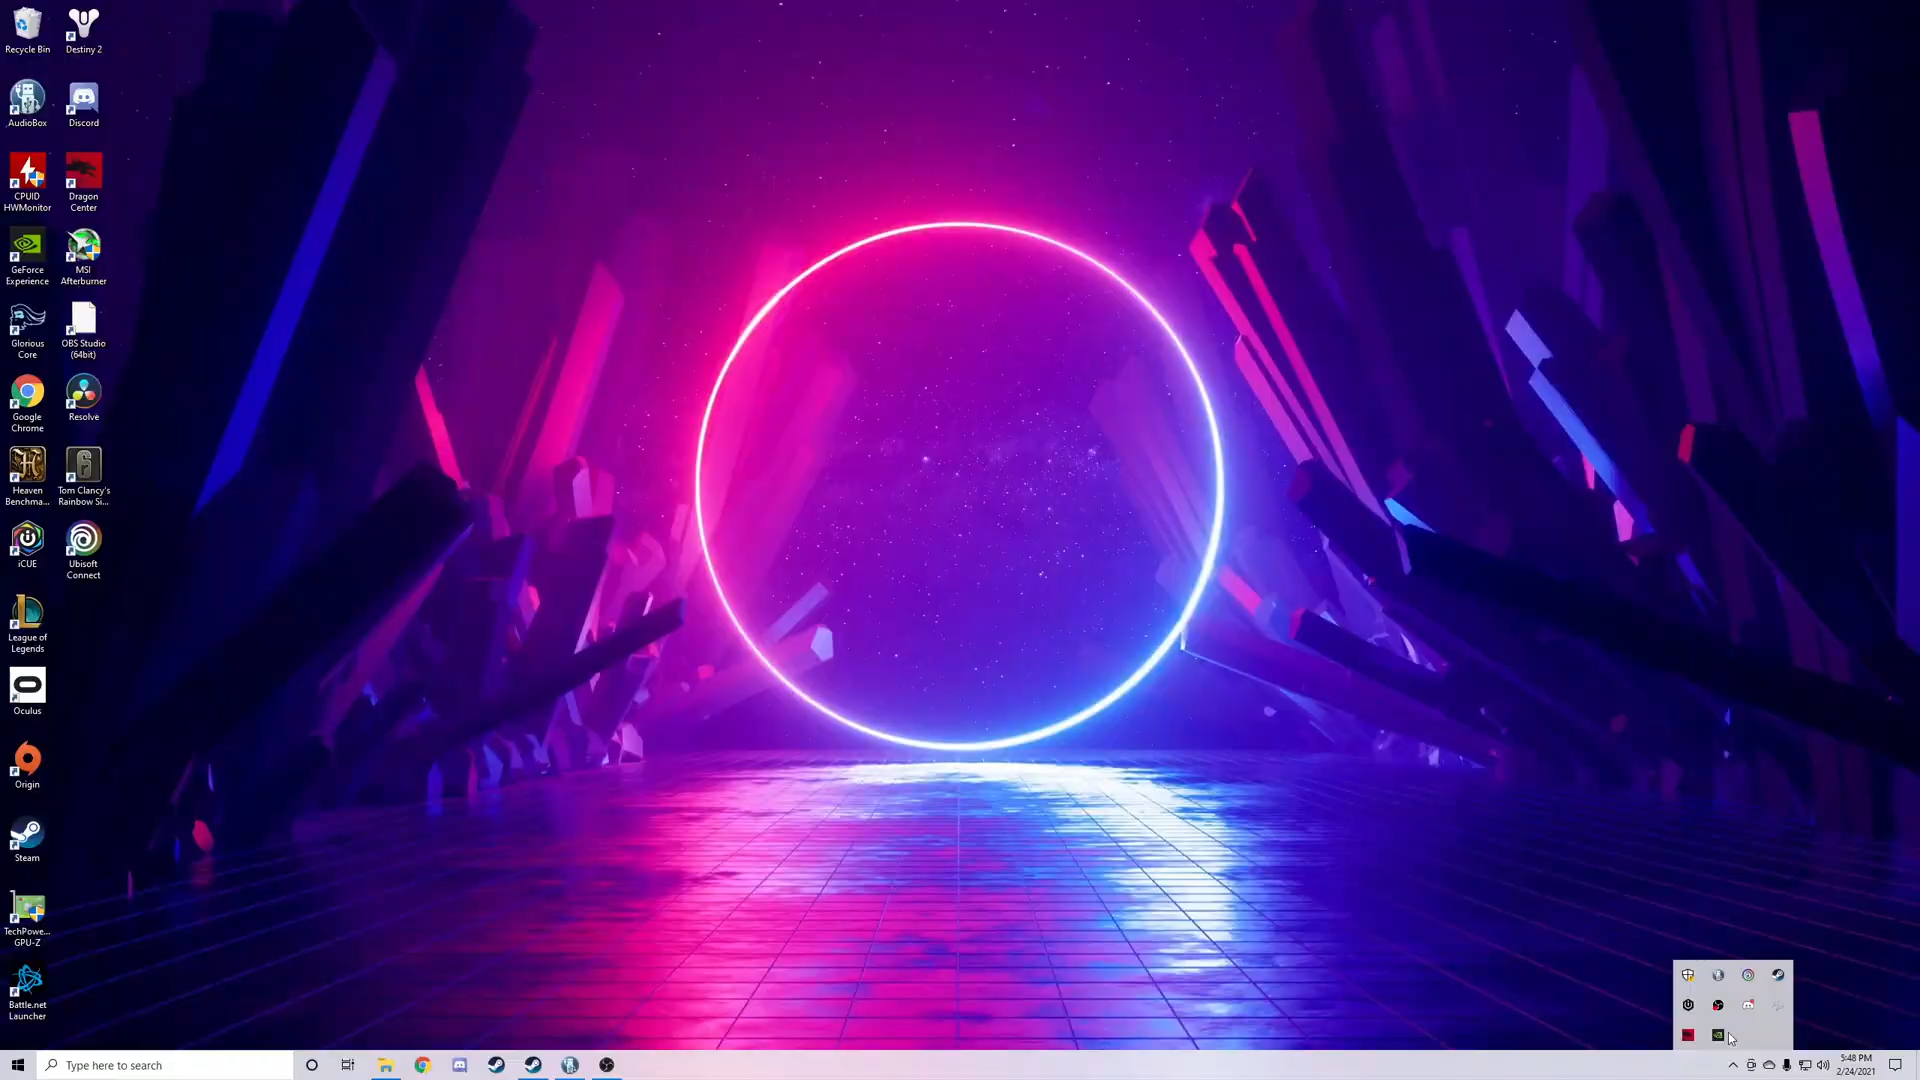 Recycle Bin
Destiny 2
AudioBox
Discord
CPUID
HWMonitor
Dragon
Center
GeForce
Experience
MSI
Afterburner
Glorious
Core
OBS Studio
(64bit)
Google
Chrome
Resolve
Heaven
Benchma...
Tom Clancy's
Rainbow Si...
iCUE
Ubisoft
Connect
League of
Legends
Oculus
Origin
Steam
TechPowe...
GPU-Z
Battle.net
Launcher
Type here to search
5:48 PM
2/24/2021